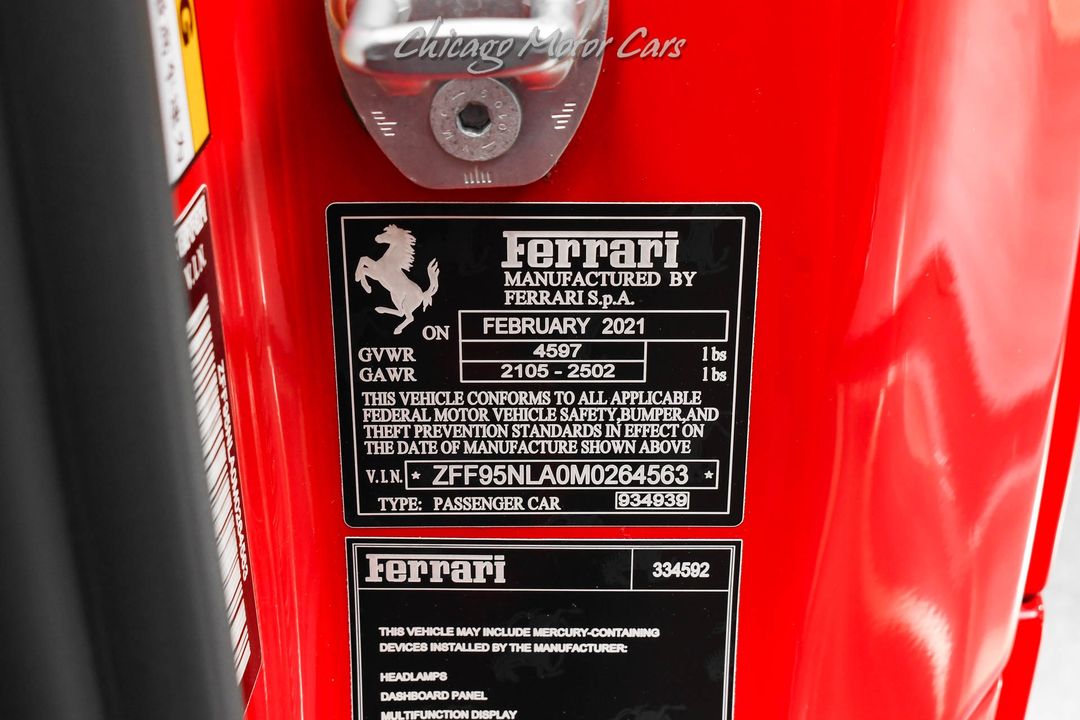 Chicago Motor Cars
Ferrari
MANUFACTURED BY
FERRARI S.p.A.
ON FEBRUARY 2021
GVWR 4597 lbs
GAWR 2105 - 2502 lbs
THIS VEHICLE CONFORMS TO ALL APPLICABLE
FEDERAL MOTOR VEHICLE SAFETY,BUMPER,AND
THEFT PREVENTION STANDARDS IN EFFECT ON
THE DATE OF MANUFACTURE SHOWN ABOVE
V.I.N. * ZFF95NLA0M0264563 *
TYPE: PASSENGER CAR 934939
Ferrari 334592
THIS VEHICLE MAY INCLUDE MERCURY-CONTAINING
DEVICES INSTALLED BY THE MANUFACTURER:
HEADLAMPS
DASHBOARD PANEL
MULTIFUNCTION DISPLAY
V.I.N.